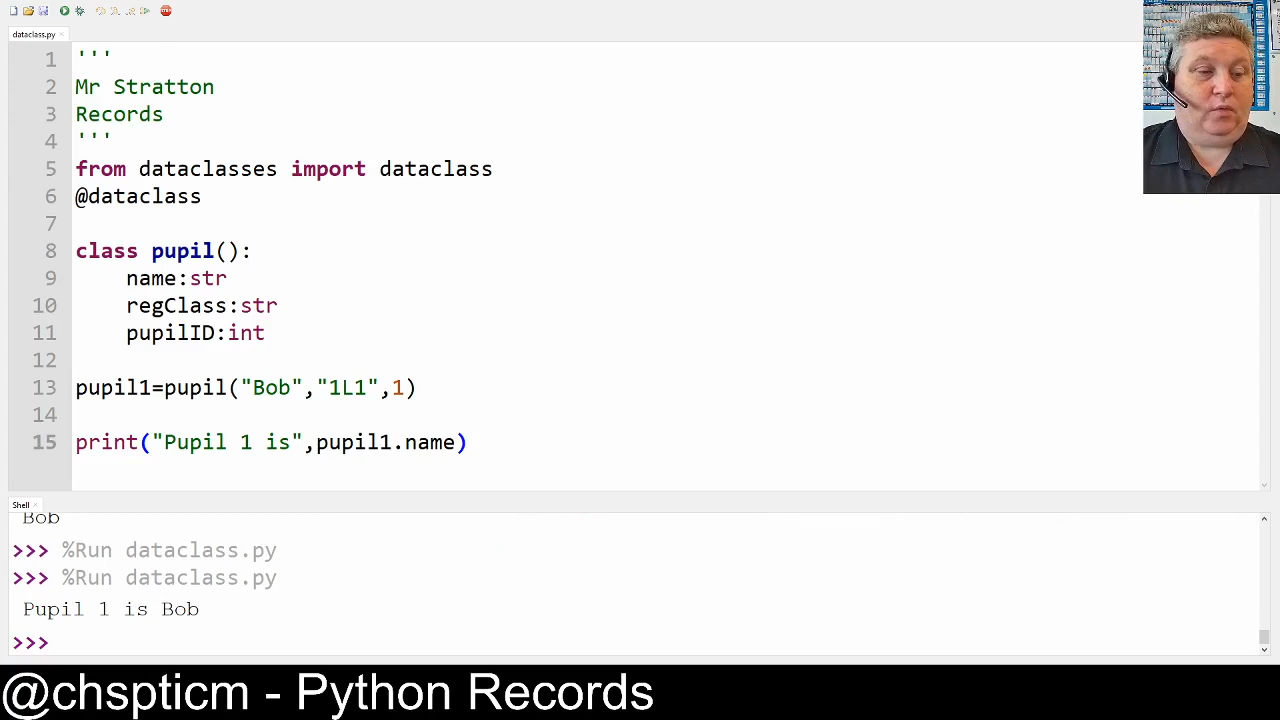 dataclass.py
1 '''
2 Mr Stratton
3 Records
4 '''
5 from dataclasses import dataclass
6 @dataclass
7
8 class pupil():
9     name:str
10     regClass:str
11     pupilID:int
12
13 pupil1=pupil("Bob","1L1",1)
14
15 print("Pupil 1 is",pupil1.name)
Shell
Bob
>>> %Run dataclass.py
>>> %Run dataclass.py
Pupil 1 is Bob
>>>
@chspticm - Python Records